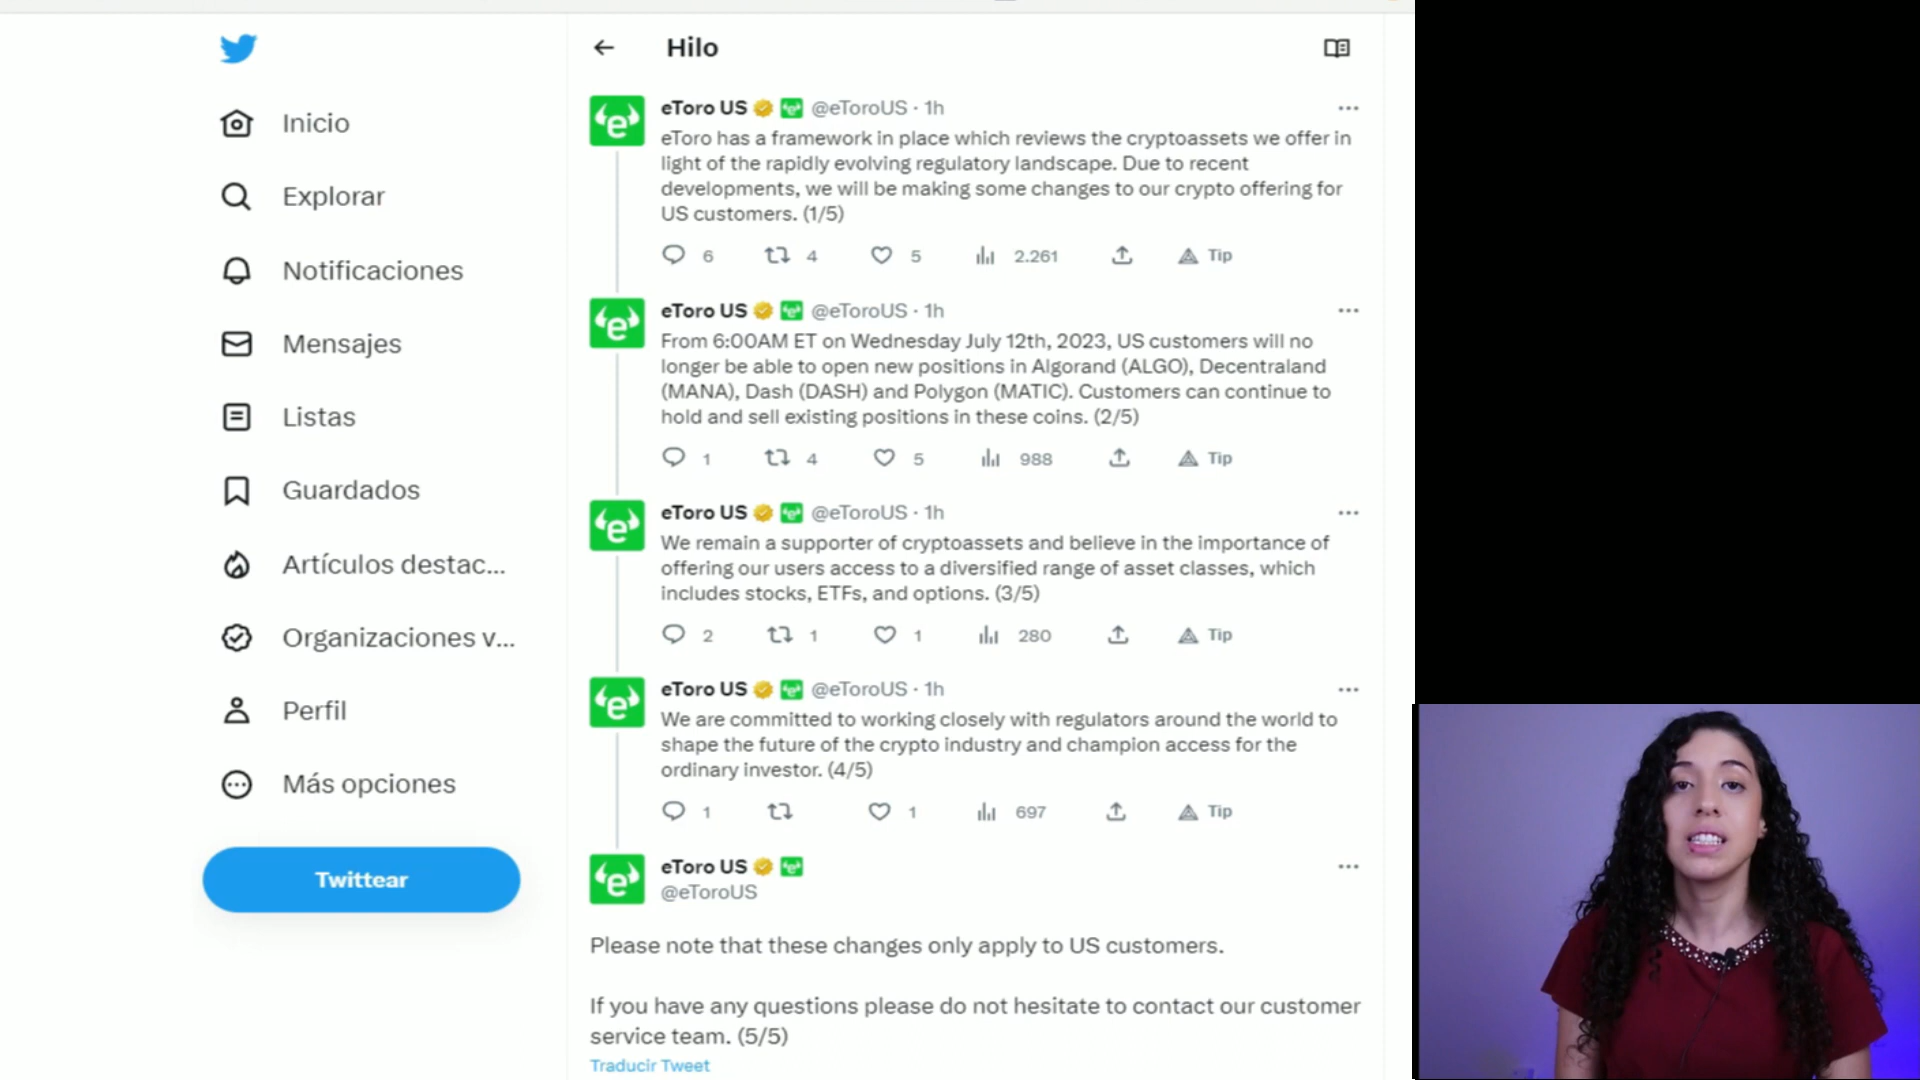 Hilo
Inicio
Explorar
Notificaciones
Mensajes
Listas
Guardados
Artículos destac...
Organizaciones v...
Perfil
Más opciones
Twittear
eToro US @eToroUS · 1h
eToro has a framework in place which reviews the cryptoassets we offer in
light of the rapidly evolving regulatory landscape. Due to recent
developments, we will be making some changes to our crypto offering for
US customers. (1/5)
6 4 5 2.261 Tip
eToro US @eToroUS · 1h
From 6:00AM ET on Wednesday July 12th, 2023, US customers will no
longer be able to open new positions in Algorand (ALGO), Decentraland
(MANA), Dash (DASH) and Polygon (MATIC). Customers can continue to
hold and sell existing positions in these coins. (2/5)
1 4 5 988 Tip
eToro US @eToroUS · 1h
We remain a supporter of cryptoassets and believe in the importance of
offering our users access to a diversified range of asset classes, which
includes stocks, ETFs, and options. (3/5)
2 1 1 280 Tip
eToro US @eToroUS · 1h
We are committed to working closely with regulators around the world to
shape the future of the crypto industry and champion access for the
ordinary investor. (4/5)
1 1 697 Tip
eToro US
@eToroUS
Please note that these changes only apply to US customers.
If you have any questions please do not hesitate to contact our customer
service team. (5/5)
Traducir Tweet